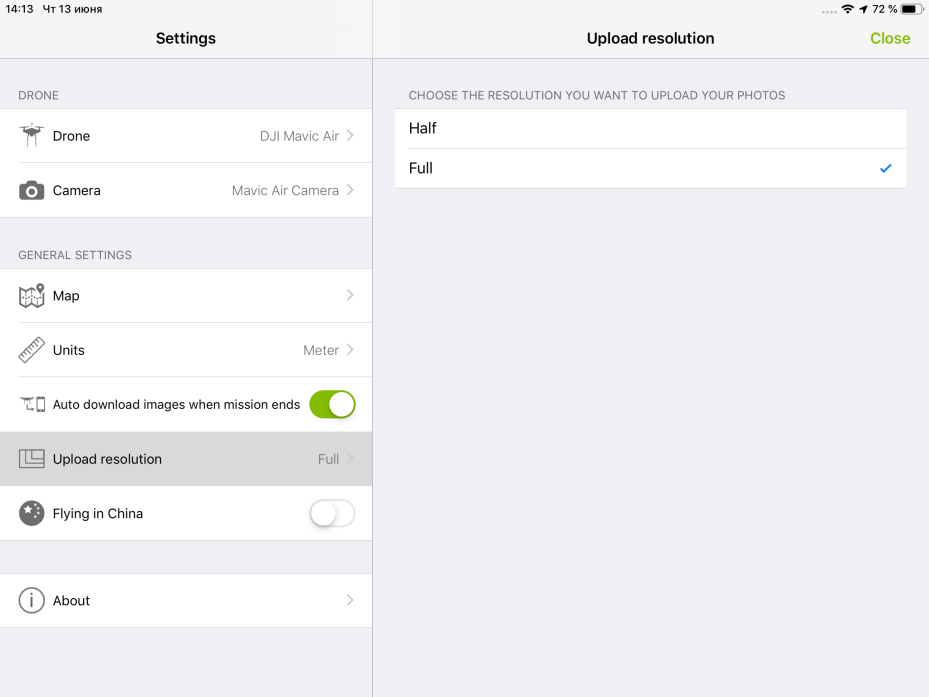 14:13 Чт 13 июня
72 %
Settings
Upload resolution
Close
DRONE
Drone
DJI Mavic Air
Camera
Mavic Air Camera
GENERAL SETTINGS
Map
Units
Meter
Auto download images when mission ends
Upload resolution
Full
Flying in China
About
CHOOSE THE RESOLUTION YOU WANT TO UPLOAD YOUR PHOTOS
Half
Full